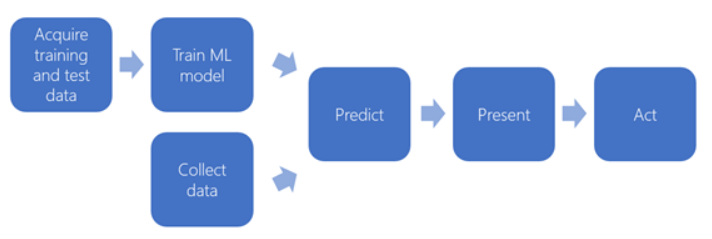 Acquire
training
and test
data
Train ML
model
Collect
data
Predict
Present
Act